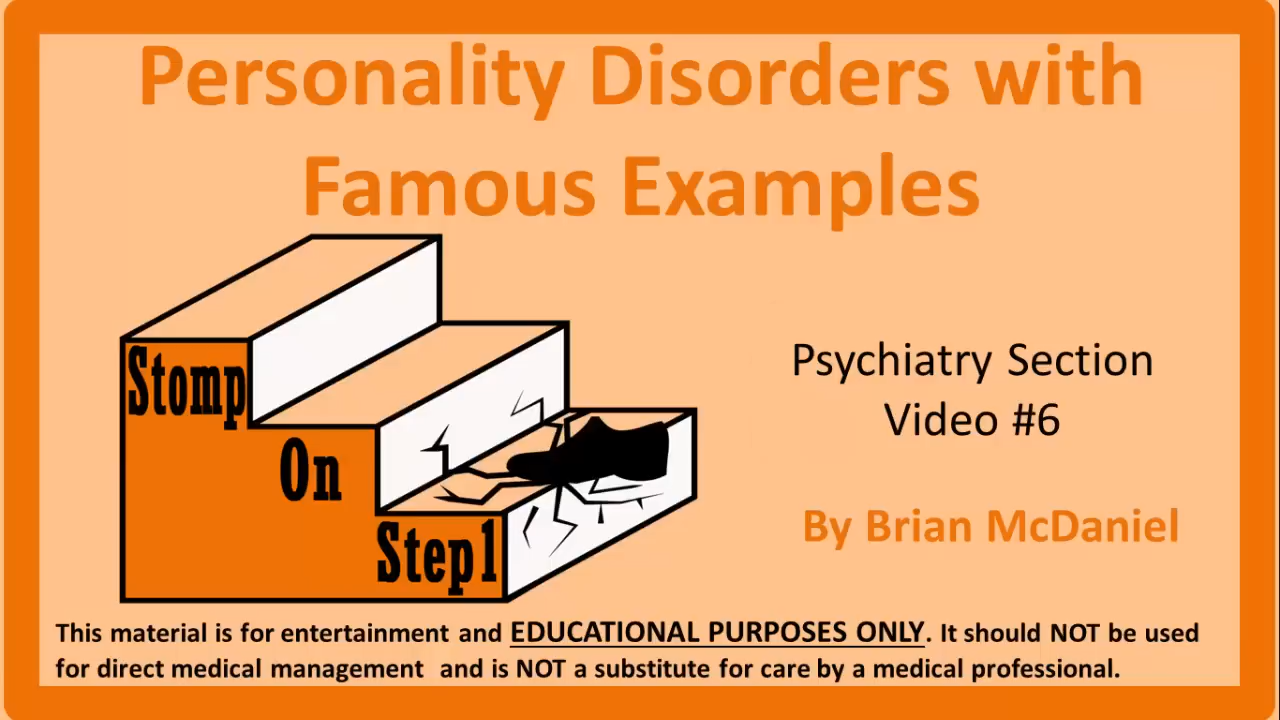 Personality Disorders with
Famous Examples
Stomp
On
Step1
Psychiatry Section
Video #6
By Brian McDaniel
This material is for entertainment and EDUCATIONAL PURPOSES ONLY. It should NOT be used
for direct medical management and is NOT a substitute for care by a medical professional.